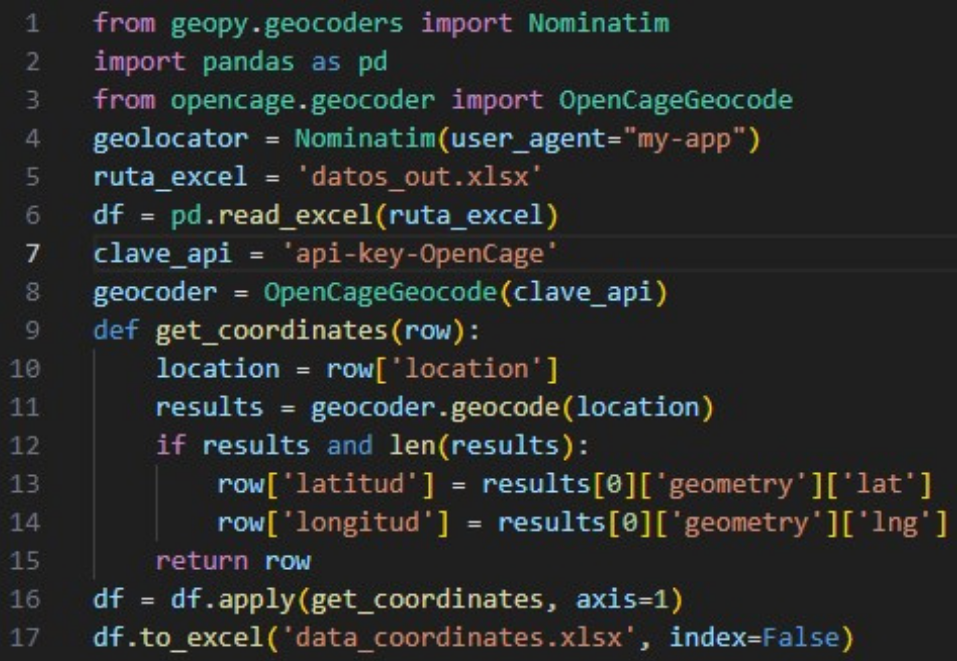 1 from geopy.geocoders import Nominatim
2 import pandas as pd
3 from opencage.geocoder import OpenCageGeocode
4 geolocator = Nominatim(user_agent="my-app")
5 ruta_excel = 'datos_out.xlsx'
6 df = pd.read_excel(ruta_excel)
7 clave_api = 'api-key-OpenCage'
8 geocoder = OpenCageGeocode(clave_api)
9 def get_coordinates(row):
10     location = row['location']
11     results = geocoder.geocode(location)
12     if results and len(results):
13         row['latitud'] = results[0]['geometry']['lat']
14         row['longitud'] = results[0]['geometry']['lng']
15     return row
16 df = df.apply(get_coordinates, axis=1)
17 df.to_excel('data_coordinates.xlsx', index=False)